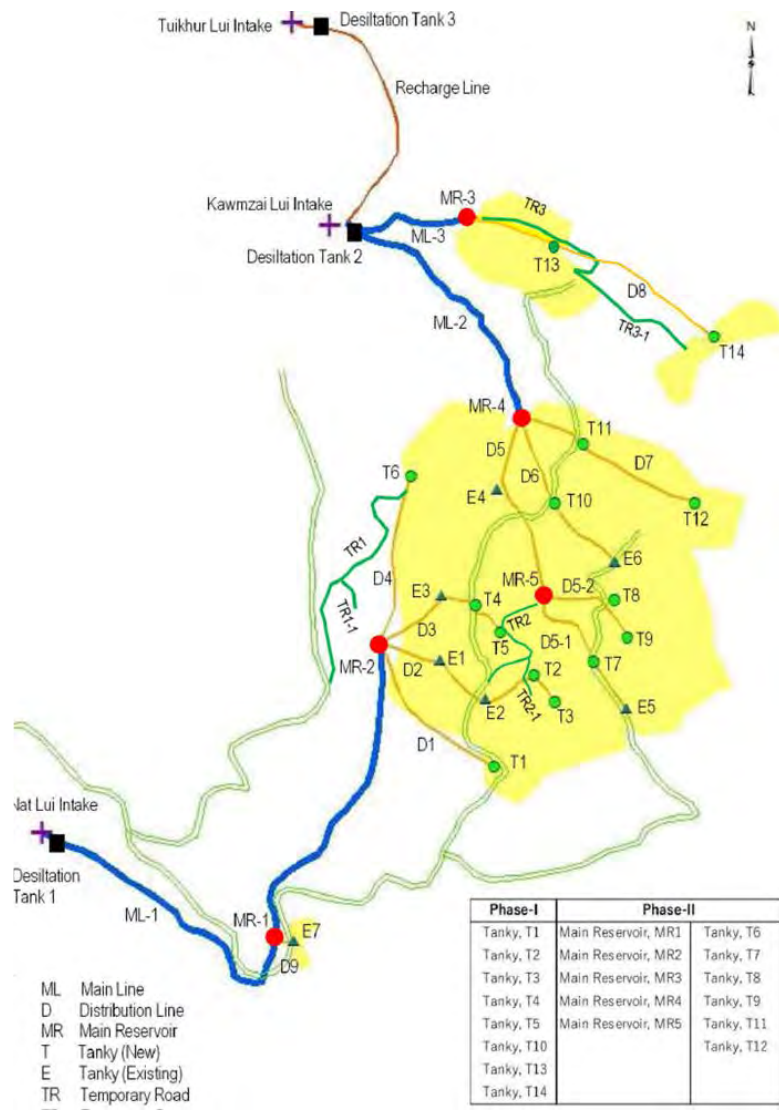 Tuikhur Lui Intake
Desiltation Tank 3
N
Recharge Line
Kawmzai Lui Intake
MR-3
TR3
ML-3
Desiltation Tank 2
T13
D8
ML-2
TR3-1
T14
MR-4
T11
D5
D6
D7
T6
E4
T10
T12
TR1
E6
D4
MR-5
D5-2
E3
T4
T8
TR1-1
TR2
D3
T5
D5-1
T9
MR-2
D2
E1
T2
T7
E2
TR2-1
T3
E5
D1
T1
Nat Lui Intake
Desiltation
Tank 1
ML-1
MR-1
E7
D9
Phase-I Phase-II
Tanky, T1 Main Reservoir, MR1 Tanky, T6
Tanky, T2 Main Reservoir, MR2 Tanky, T7
Tanky, T3 Main Reservoir, MR3 Tanky, T8
Tanky, T4 Main Reservoir, MR4 Tanky, T9
Tanky, T5 Main Reservoir, MR5 Tanky, T11
Tanky, T10 Tanky, T12
Tanky, T13
Tanky, T14
ML Main Line
D Distribution Line
MR Main Reservoir
T Tanky (New)
E Tanky (Existing)
TR Temporary Road